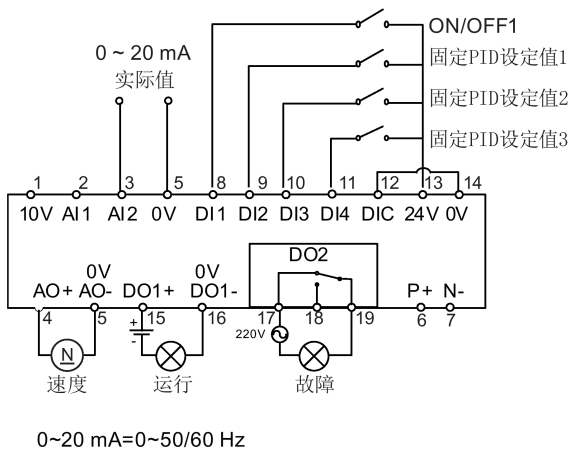 ON/OFF1
0 ~ 20 mA
固定PID设定值1
实际值
固定PID设定值2
固定PID设定值3
1 2 3 5 8 9 10 11 12 13 14
10V AI1 AI2 0V DI1 DI2 DI3 DI4 DIC 24V 0V
DO2
0V 0V
AO+ AO- DO1+ DO1- P+ N-
4 5 15 16 17 18 19 6 7
+ -
220V
N
速度 运行 故障
0~20 mA=0~50/60 Hz